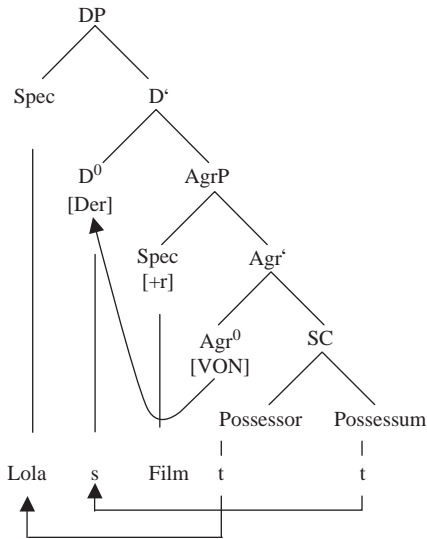 DP
Spec D‘
D0 AgrP
[Der]
Spec Agr‘
[+r]
Agr0 SC
[VON]
Possessor Possessum
Lola s Film t t